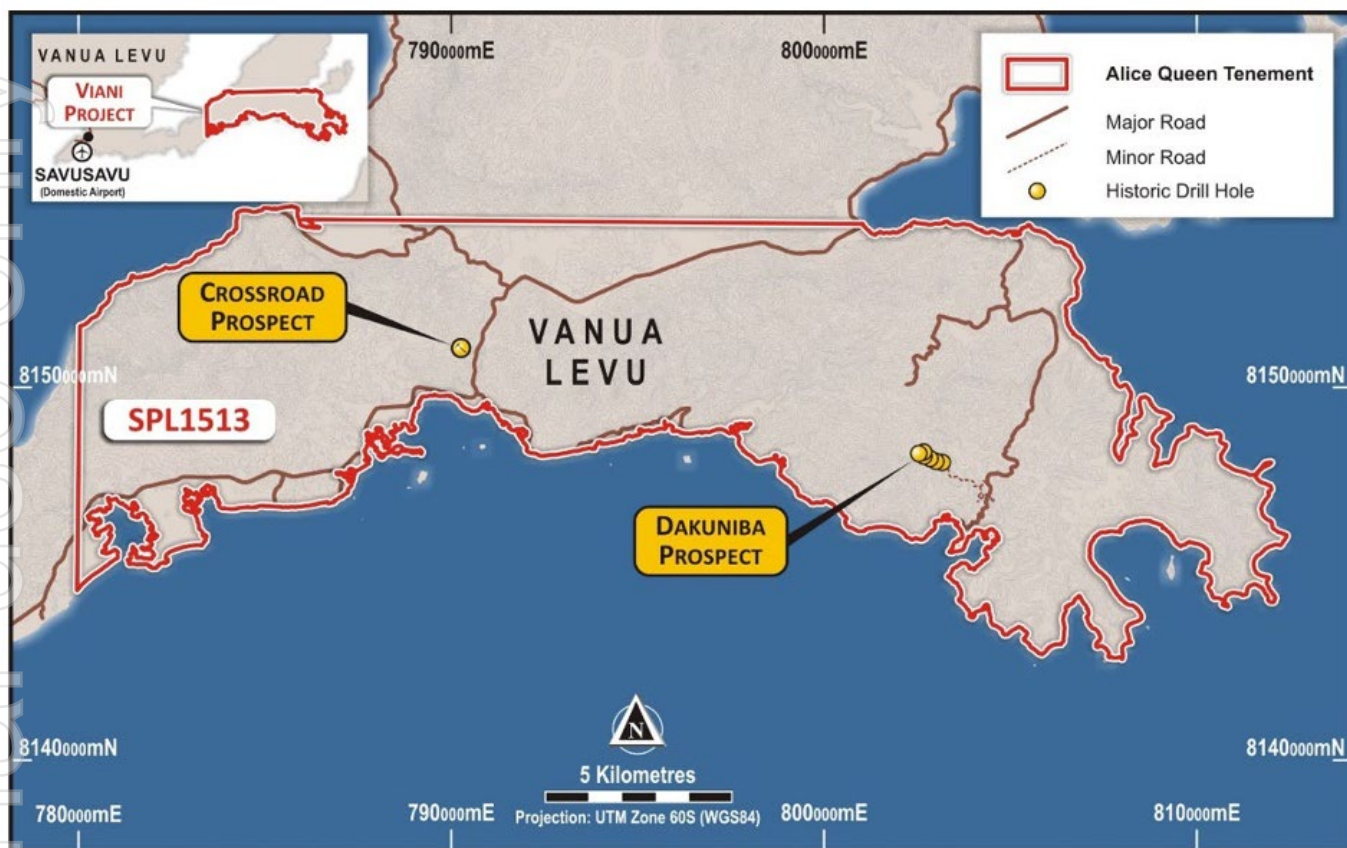 790000mE
800000mE
VANUA LEVU
VIANI
PROJECT
SAVUSAVU
(Domestic Airport)
Alice Queen Tenement
Major Road
Minor Road
Historic Drill Hole
CROSSROAD
PROSPECT
VANUA
LEVU
8150000mN
8150000mN
SPL1513
DAKUNIBA
PROSPECT
N
8140000mN
8140000mN
5 Kilometres
Projection: UTM Zone 60S (WGS84)
780000mE
790000mE
800000mE
810000mE